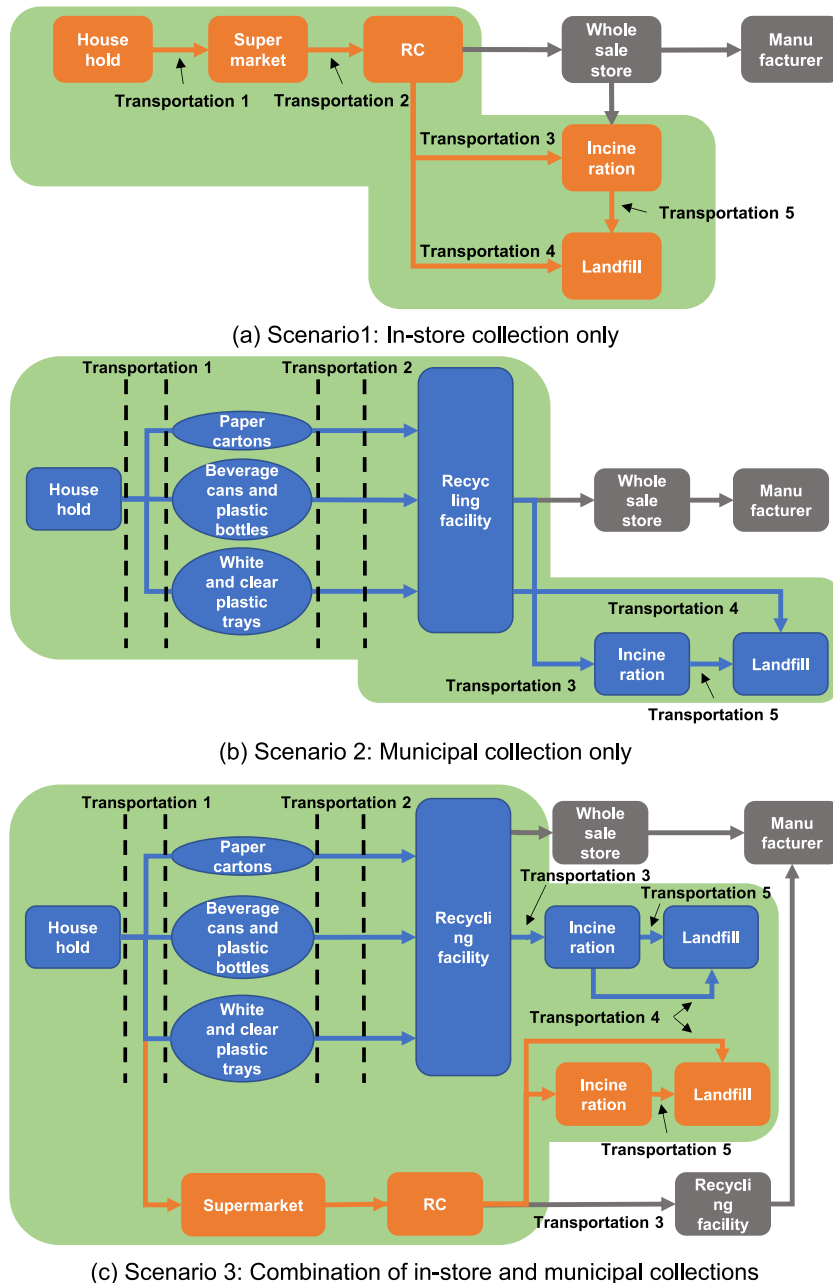 House
hold
Super
market
RC
Whole
sale
store
Manu
facturer
Transportation 1
Transportation 2
Transportation 3
Incine
ration
Transportation 5
Transportation 4
Landfill
(a) Scenario1: In-store collection only
Transportation 1
Transportation 2
Paper
cartons
House
hold
Beverage
cans and
plastic
bottles
Recyc
ling
facility
Whole
sale
store
Manu
facturer
White
and clear
plastic
trays
Transportation 4
Incine
ration
Landfill
Transportation 3
Transportation 5
(b) Scenario 2: Municipal collection only
Transportation 1
Transportation 2
Whole
sale
store
Manu
facturer
Paper
cartons
Transportation 3
Transportation 5
House
hold
Beverage
cans and
plastic
bottles
Recycli
ng
facility
Incine
ration
Landfill
White
and clear
plastic
trays
Transportation 4
Incine
ration
Landfill
Transportation 5
Supermarket
RC
Transportation 3
Recycli
ng
facility
(c) Scenario 3: Combination of in-store and municipal collections